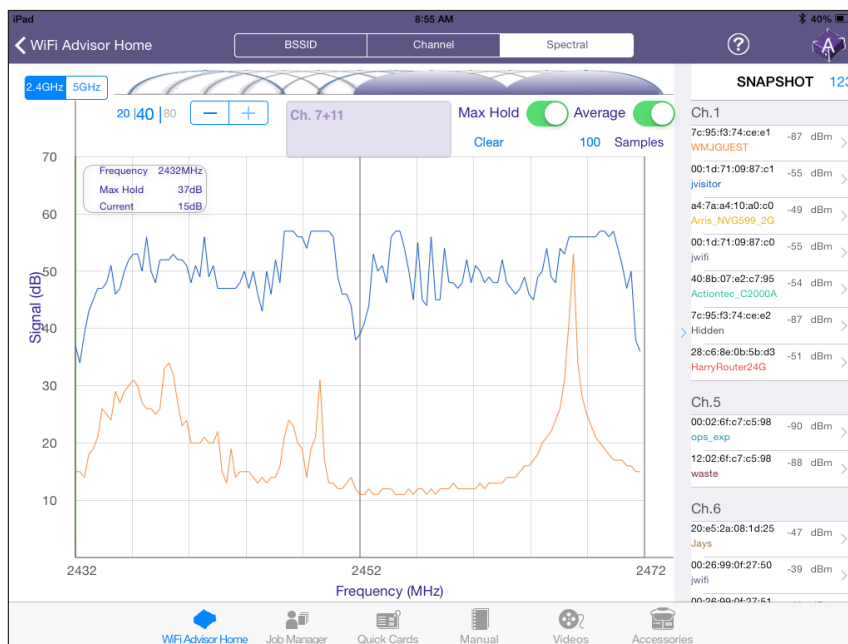 iPad 8:55 AM 40%
WiFi Advisor Home BSSID Channel Spectral ? A
2.4GHz 5GHz
20 |40| 80 − + Ch. 7+11 Max Hold Average
Clear 100 Samples
Frequency 2432MHz
Max Hold 37dB
Current 15dB
Signal (dB)
70
60
50
40
30
20
10
2432 2452 2472
Frequency (MHz)
SNAPSHOT 123
Ch.1
7c:95:f3:74:ce:e1 -87 dBm
WMJGUEST
00:1d:71:09:87:c1 -55 dBm
jvisitor
a4:7a:a4:10:a0:c0 -49 dBm
Arris_NVG599_2G
00:1d:71:09:87:c0 -55 dBm
jwifi
40:8b:07:e2:c7:95 -54 dBm
Actiontec_C2000A
7c:95:f3:74:ce:e2 -87 dBm
Hidden
28:c6:8e:0b:5b:d3 -51 dBm
HarryRouter24G
Ch.5
00:02:6f:c7:c5:98 -90 dBm
ops_exp
12:02:6f:c7:c5:98 -88 dBm
waste
Ch.6
20:e5:2a:08:1d:25 -47 dBm
Jays
00:26:99:0f:27:50 -39 dBm
jwifi
00:26:99:0f:27:51
WiFi Advisor Home Job Manager Quick Cards Manual Videos Accessories